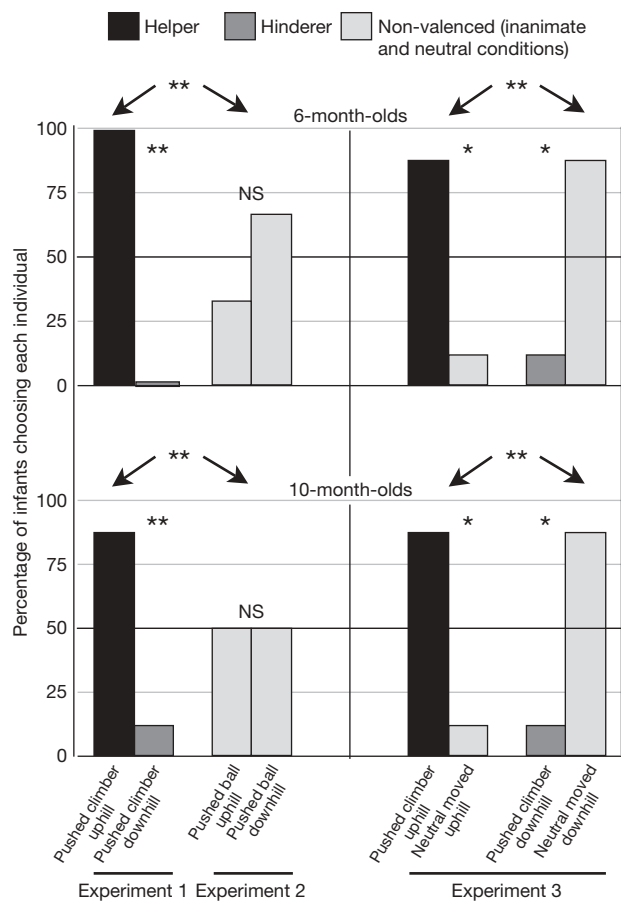 Helper
Hinderer
Non-valenced (inanimate
and neutral conditions)
**
**
6-month-olds
100
75
50
25
0
**
NS
*
*
**
**
10-month-olds
100
75
50
25
0
**
NS
*
*
Percentage of infants choosing each individual
Pushed climber
uphill
Pushed climber
downhill
Pushed ball
uphill
Pushed ball
downhill
Pushed climber
uphill
Neutral moved
uphill
Pushed climber
downhill
Neutral moved
downhill
Experiment 1
Experiment 2
Experiment 3